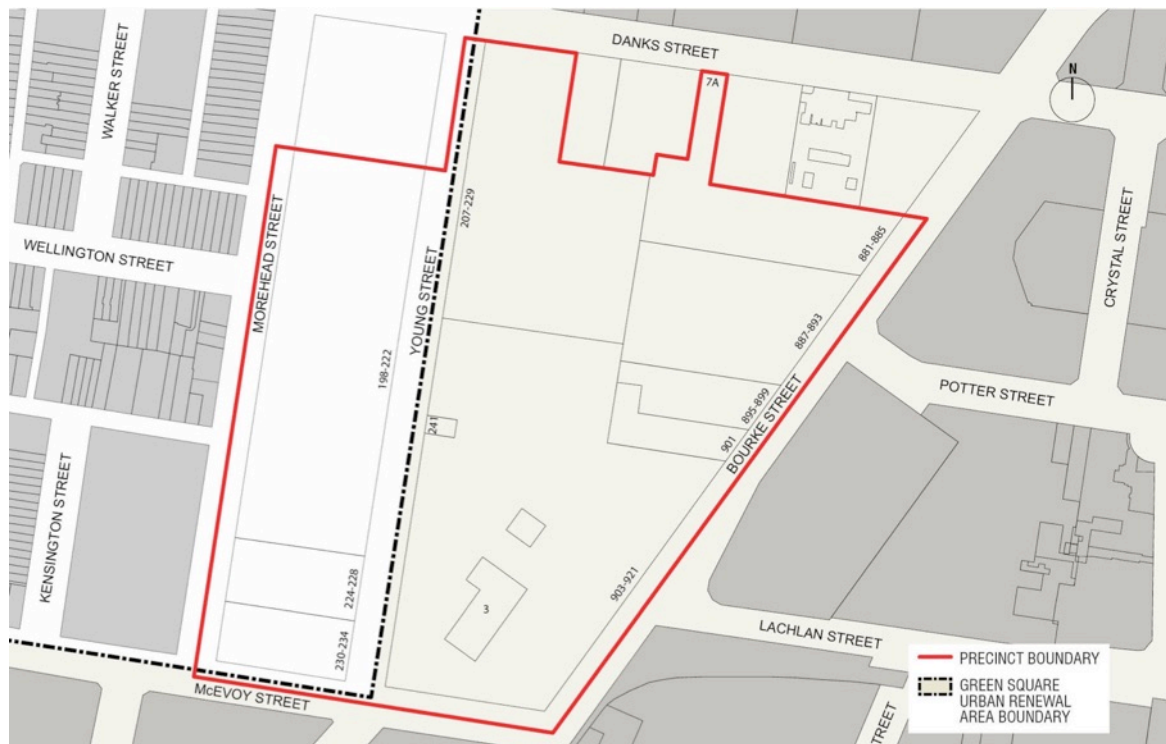 DANKS STREET
N
7A
WALKER STREET
207-229
881-885
MOREHEAD STREET
WELLINGTON STREET
YOUNG STREET
CRYSTAL STREET
887-893
198-222
POTTER STREET
895-899
BOURKE STREET
241
901
KENSINGTON STREET
224-228
903-921
3
230-234
LACHLAN STREET
McEVOY STREET
STREET
PRECINCT BOUNDARY
GREEN SQUARE
URBAN RENEWAL
AREA BOUNDARY